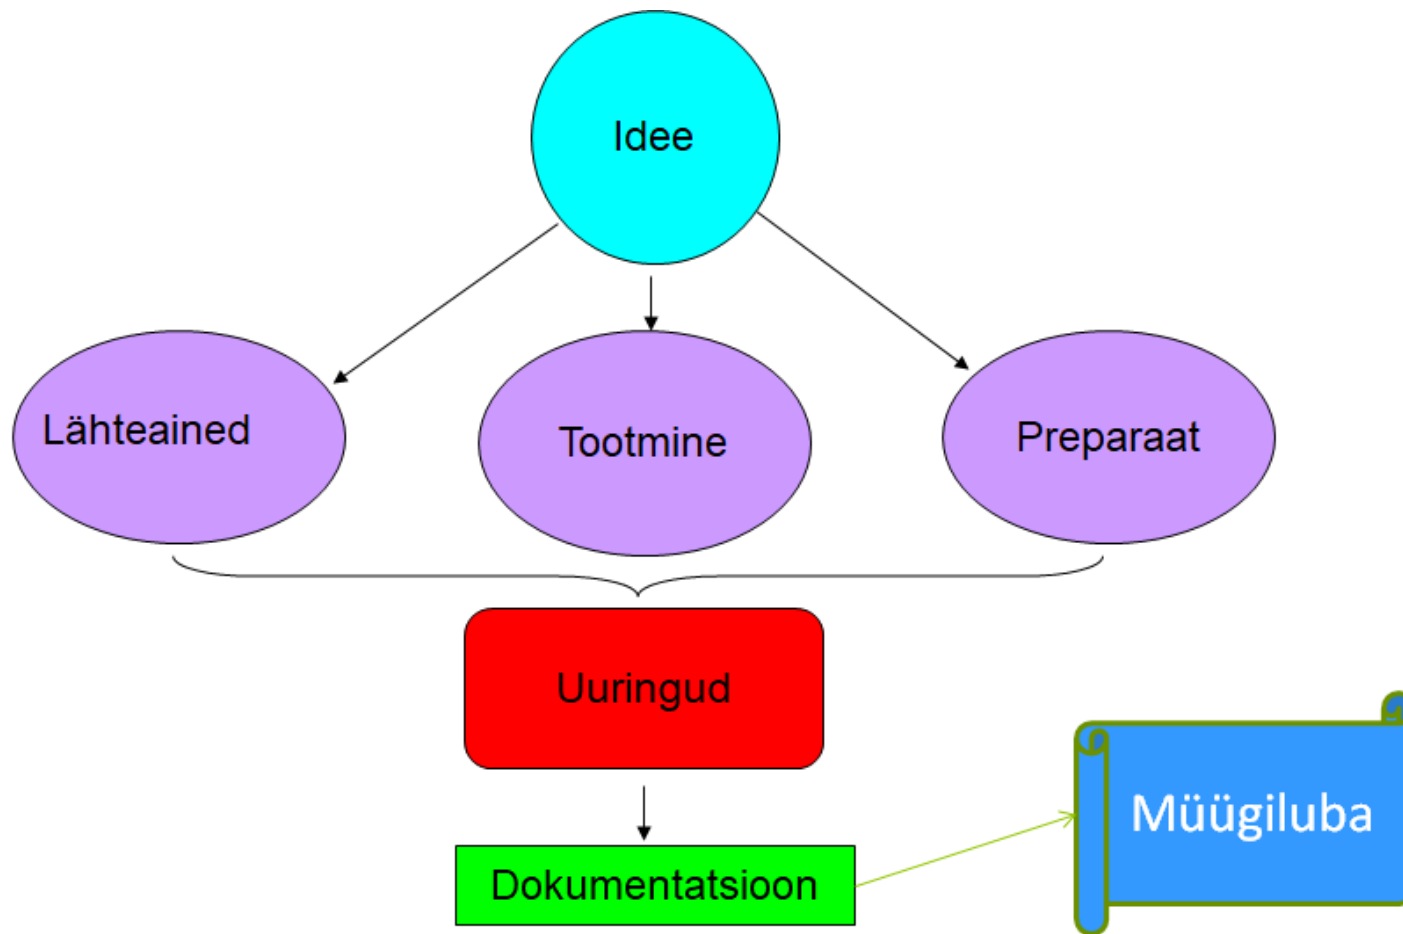 Idee
Lähteained
Tootmine
Preparaat
Uuringud
Dokumentatsioon
Müügiluba